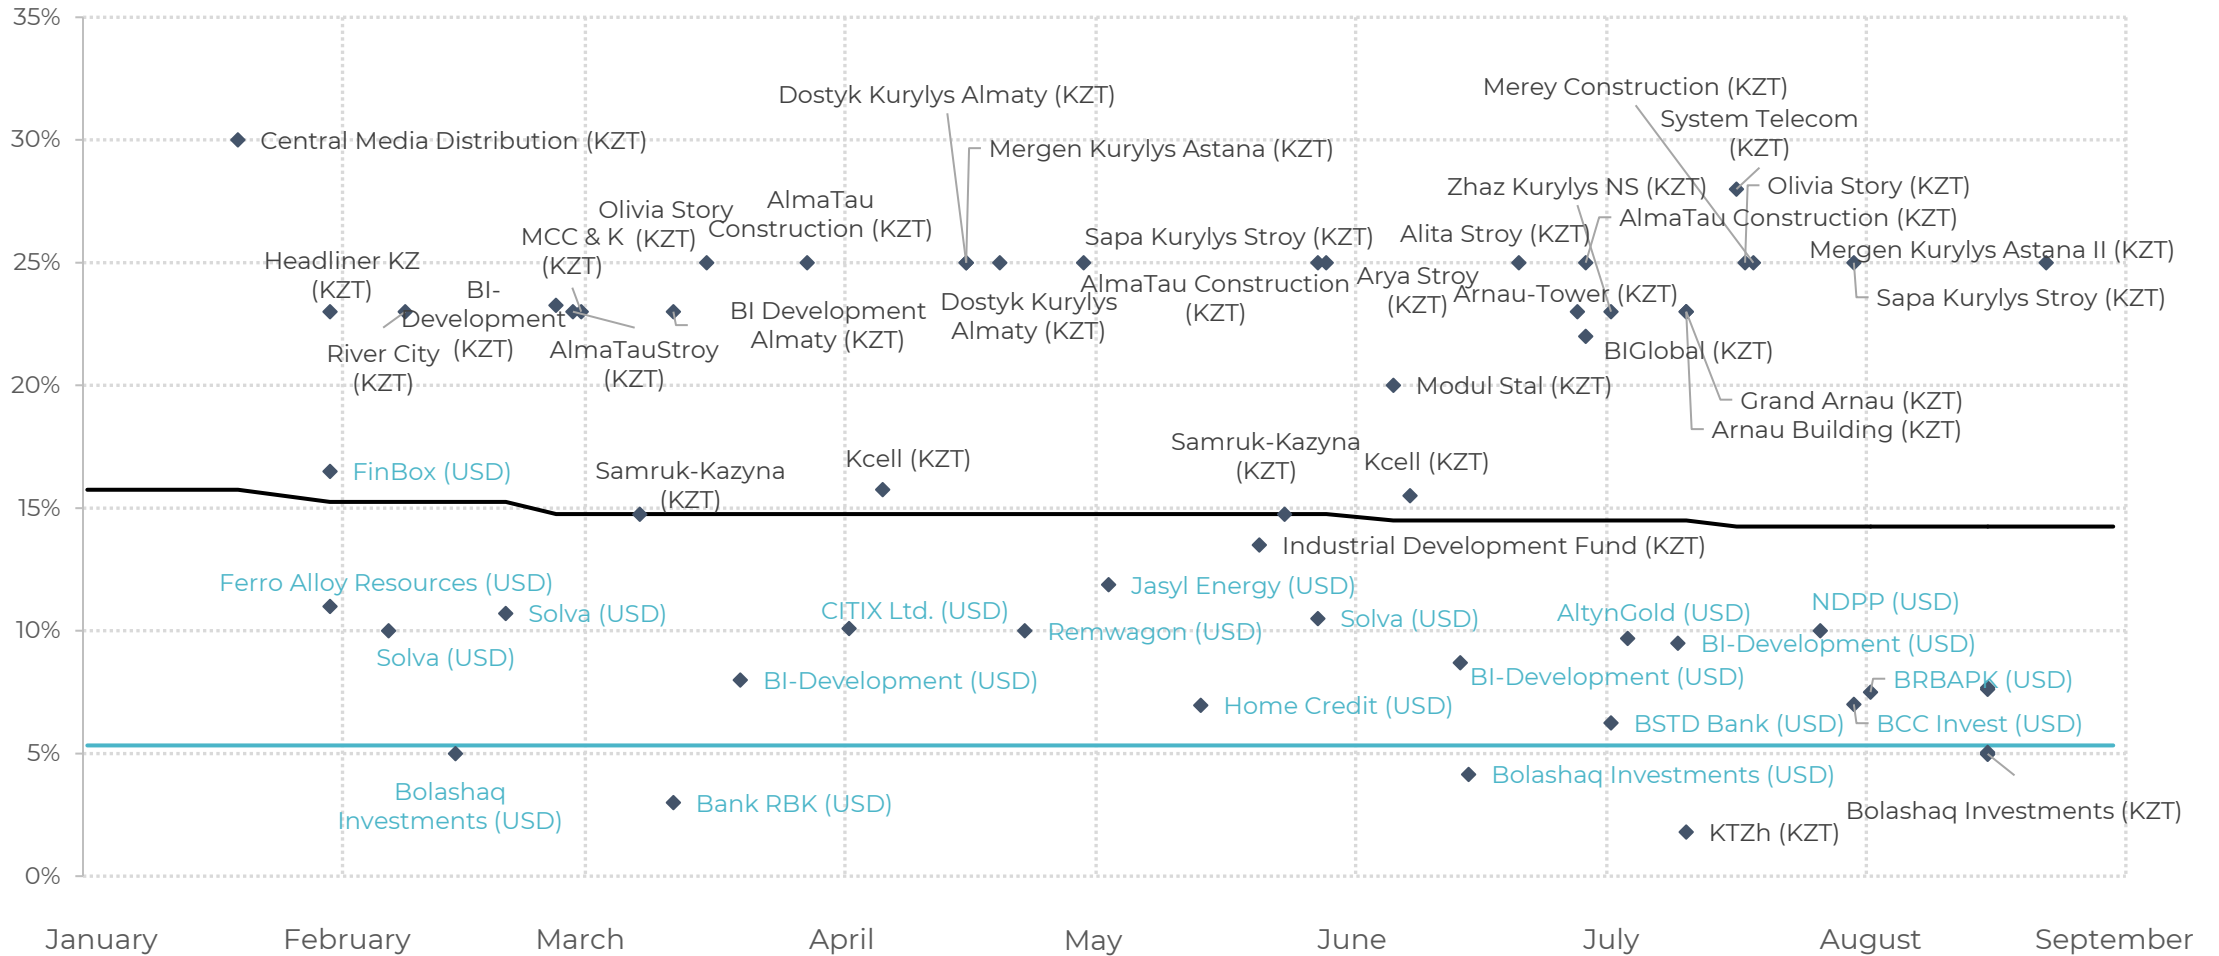 35%
Merey Construction (KZT)
Dostyk Kurylys Almaty (KZT)
System Telecom
(KZT)
30%
Central Media Distribution (KZT)
Mergen Kurylys Astana (KZT)
Zhaz Kurylys NS (KZT)
Olivia Story (KZT)
AlmaTau
Construction (KZT)
Olivia Story
(KZT)
AlmaTau Construction (KZT)
MCC & K
(KZT)
Sapa Kurylys Stroy (KZT)
Alita Stroy (KZT)
Mergen Kurylys Astana II (KZT)
25%
Headliner KZ
(KZT)
BI-
Development
(KZT)
AlmaTau Construction
(KZT)
Arya Stroy
(KZT)
Arnau-Tower (KZT)
Sapa Kurylys Stroy (KZT)
BI Development
Almaty (KZT)
Dostyk Kurylys
Almaty (KZT)
River City
(KZT)
AlmaTauStroy
(KZT)
BIGlobal (KZT)
20%
Modul Stal (KZT)
Grand Arnau (KZT)
Arnau Building (KZT)
Samruk-Kazyna
(KZT)
Kcell (KZT)
Kcell (KZT)
FinBox (USD)
Samruk-Kazyna
(KZT)
15%
Industrial Development Fund (KZT)
Ferro Alloy Resources (USD)
Jasyl Energy (USD)
NDPP (USD)
Solva (USD)
CITIX Ltd. (USD)
Solva (USD)
AltynGold (USD)
10%
Remwagon (USD)
BI-Development (USD)
Solva (USD)
BI-Development (USD)
BI-Development (USD)
BRBAPK (USD)
Home Credit (USD)
BSTD Bank (USD)
BCC Invest (USD)
5%
Bolashaq
Investments (USD)
Bank RBK (USD)
Bolashaq Investments (USD)
Bolashaq Investments (KZT)
KTZh (KZT)
0%
January
February
March
April
May
June
July
August
September